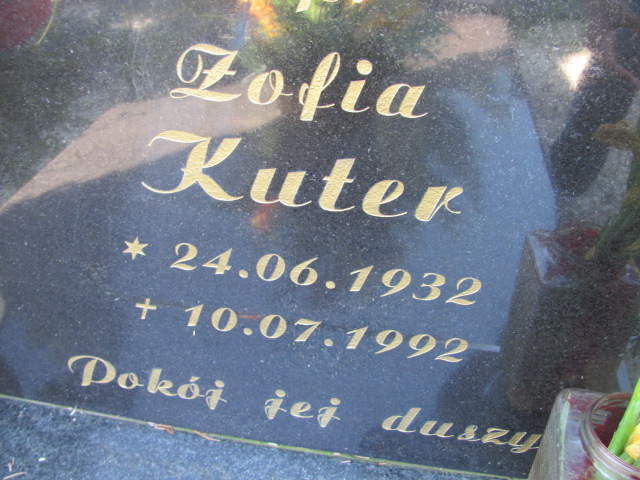 Zofia
Kuter
* 24.06.1932
+ 10.07.1992
Pokój jej duszy